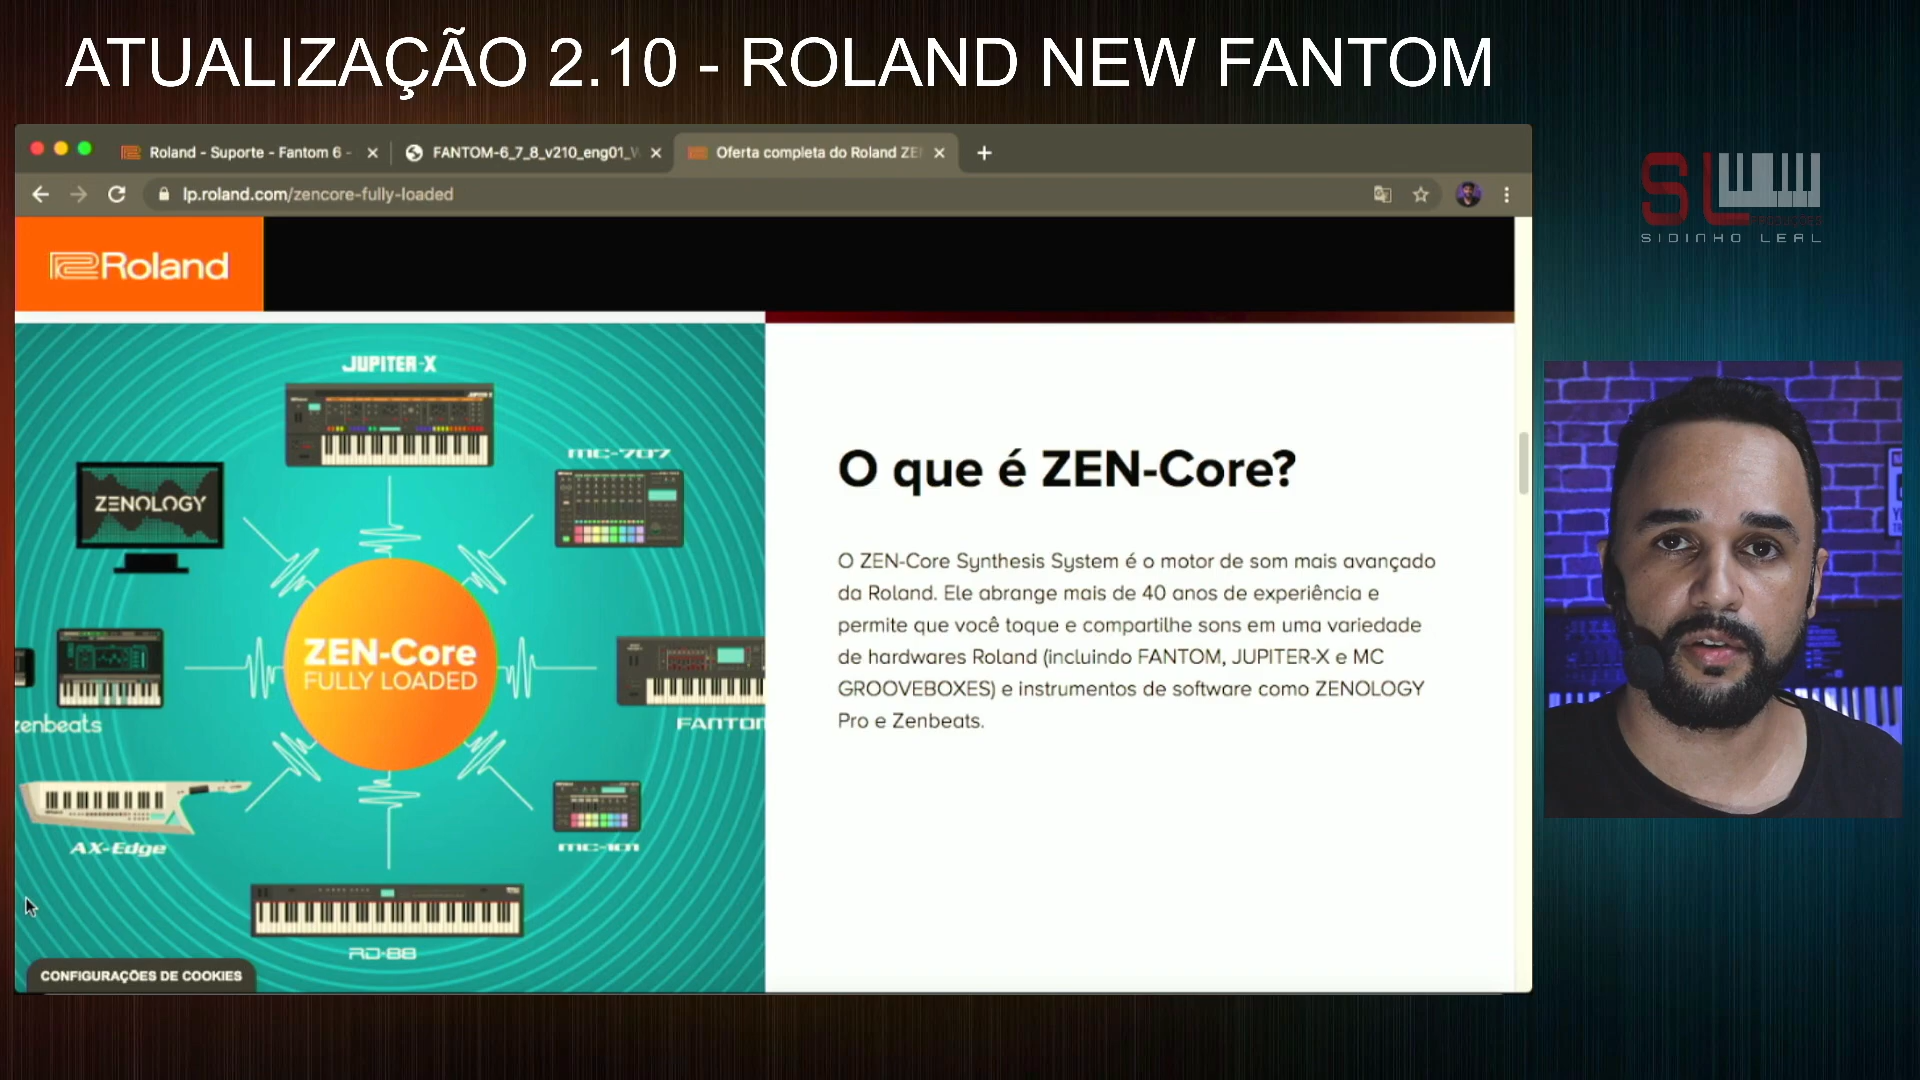 ATUALIZAÇÃO 2.10 - ROLAND NEW FANTOM
Roland - Suporte - Fantom 6 -
FANTOM-6_7_8_v210_eng01_W
Oferta completa do Roland ZE
lp.roland.com/zencore-fully-loaded
SL
PRODUÇÕES
SIDINHO LEAL
Roland
JUPITER-X
MC-707
ZENOLOGY
ZEN-Core
FULLY LOADED
zenbeats
FANTOM
AX-Edge
MC-101
RD-88
CONFIGURAÇÕES DE COOKIES
O que é ZEN-Core?
O ZEN-Core Synthesis System é o motor de som mais avançado
da Roland. Ele abrange mais de 40 anos de experiência e
permite que você toque e compartilhe sons em uma variedade
de hardwares Roland (incluindo FANTOM, JUPITER-X e MC
GROOVEBOXES) e instrumentos de software como ZENOLOGY
Pro e Zenbeats.